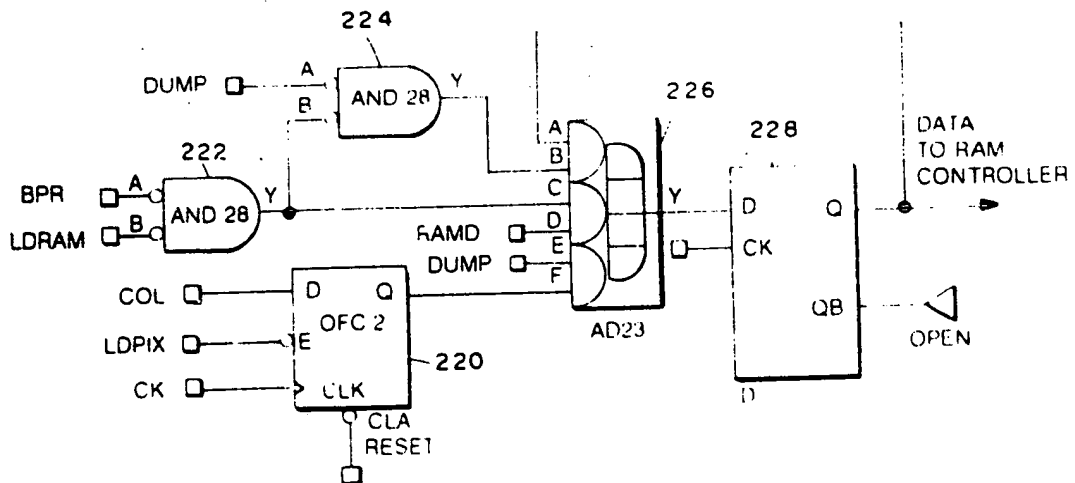 224
DUMP
A
B
AND 28
Y
226
A
B
C
D
E
F
228
DATA
TO RAM
CONTROLLER
222
BPR
A
LDRAM
B
AND 28
Y
RAMD
DUMP
Y
D
Q
CK
QB
OPEN
AD23
COL
D
Q
OFC 2
LDPIX
E
220
CK
CLK
CLA
RESET
D